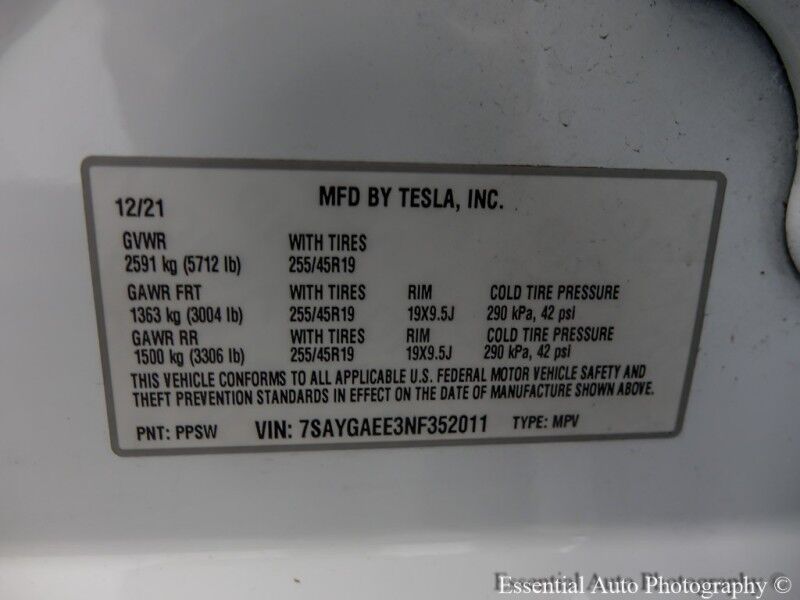 MFD BY TESLA, INC.
12/21
GVWR WITH TIRES
2591 kg (5712 lb) 255/45R19
GAWR FRT WITH TIRES RIM COLD TIRE PRESSURE
1363 kg (3004 lb) 255/45R19 19X9.5J 290 kPa, 42 psi
GAWR RR WITH TIRES RIM COLD TIRE PRESSURE
1500 kg (3306 lb) 255/45R19 19X9.5J 290 kPa, 42 psi
THIS VEHICLE CONFORMS TO ALL APPLICABLE U.S. FEDERAL MOTOR VEHICLE SAFETY AND
THEFT PREVENTION STANDARDS IN EFFECT ON THE DATE OF MANUFACTURE SHOWN ABOVE.
PNT: PPSW VIN: 7SAYGAEE3NF352011 TYPE: MPV
Essential Auto Photography ©
Essential Auto Photography ©